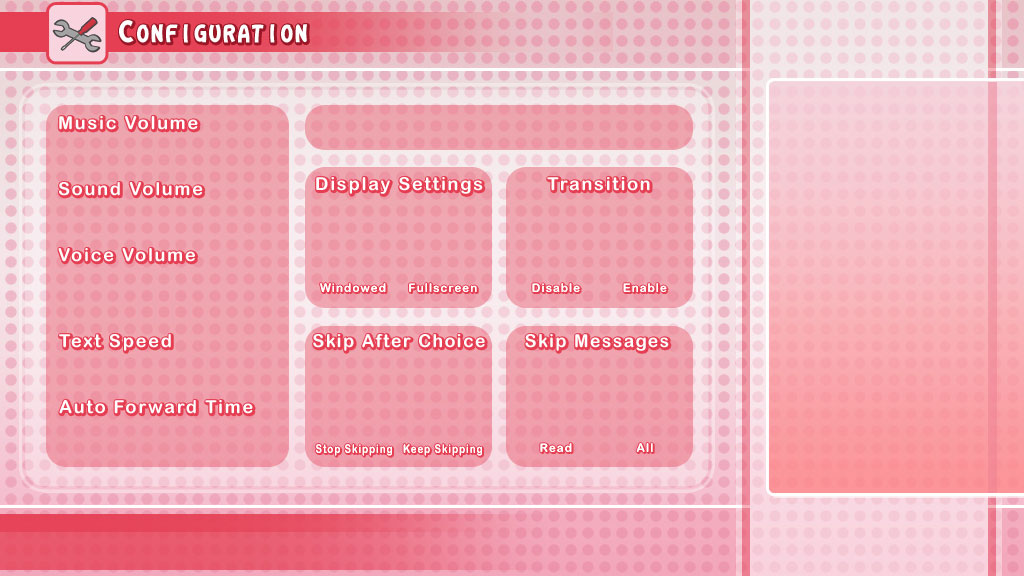 Configuration
Music Volume
Sound Volume
Voice Volume
Text Speed
Auto Forward Time
Display Settings
Windowed Fullscreen
Transition
Disable Enable
Skip After Choice
Stop Skipping Keep Skipping
Skip Messages
Read All